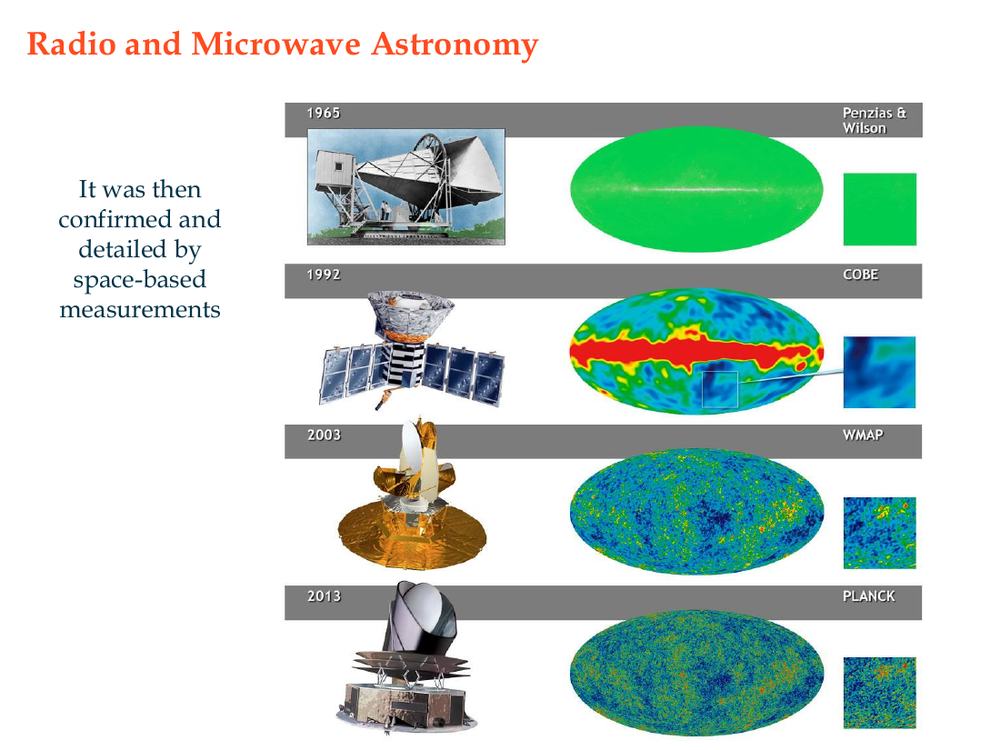 Radio and Microwave Astronomy
It was then
confirmed and
detailed by
space-based
measurements
1965
Penzias &
Wilson
1992
COBE
2003
WMAP
2013
PLANCK